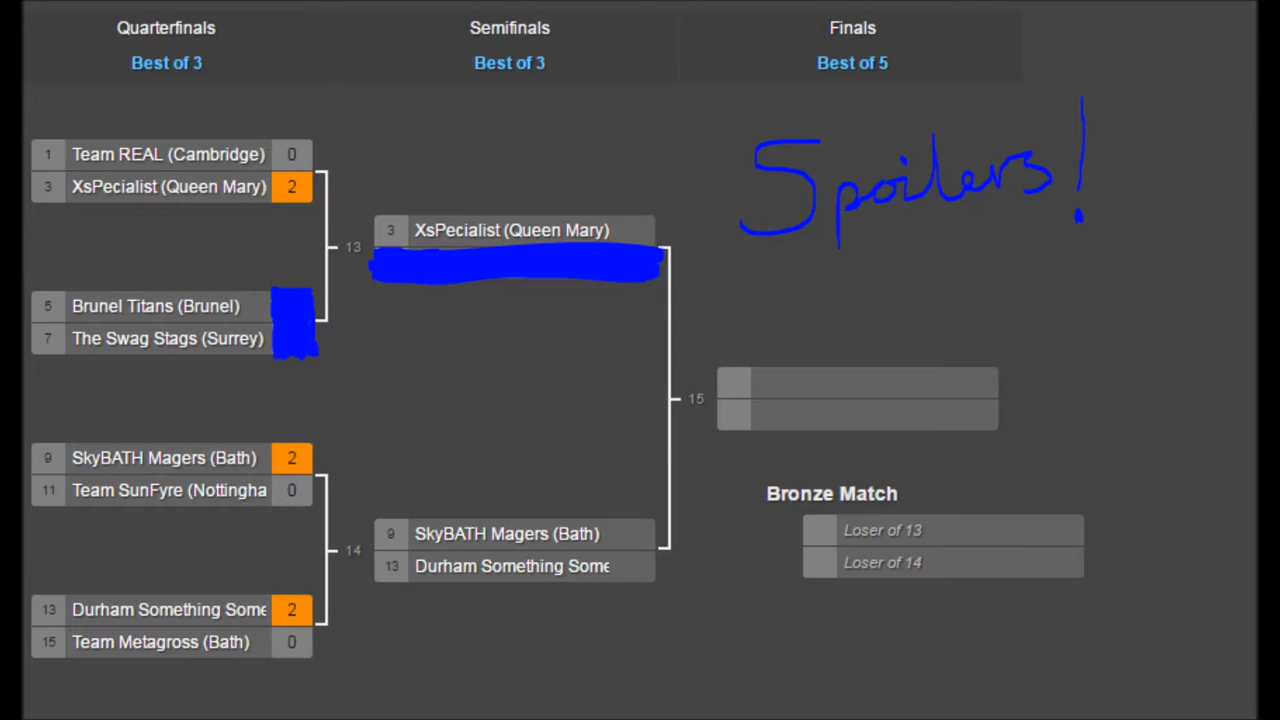 Quarterfinals
Semifinals
Finals
Best of 3
Best of 3
Best of 5
Spoilers!
1 Team REAL (Cambridge) 0
3 XsPecialist (Queen Mary) 2
13
3 XsPecialist (Queen Mary)
5 Brunel Titans (Brunel)
7 The Swag Stags (Surrey)
15
9 SkyBATH Magers (Bath) 2
11 Team SunFyre (Nottingha 0
14
9 SkyBATH Magers (Bath)
13 Durham Something Some
Bronze Match
Loser of 13
Loser of 14
13 Durham Something Some 2
15 Team Metagross (Bath) 0